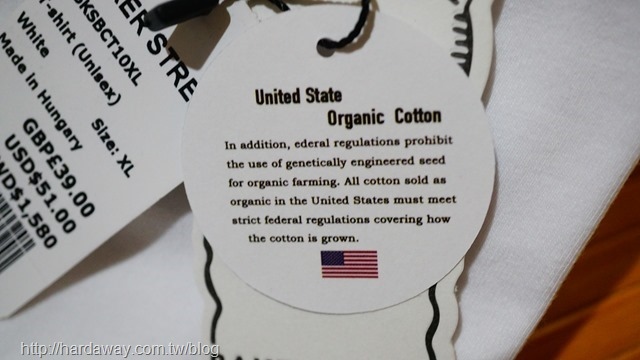 STRE
KSBCT10XL
T-shirt (Unisex)
White
Size: XL
Made in Hungary
GBP£39.00
USD$51.00
1,580
United State
Organic Cotton
In addition, ederal regulations prohibit
the use of genetically engineered seed
for organic farming. All cotton sold as
organic in the United States must meet
strict federal regulations covering how
the cotton is grown.
http://hardaway.com.tw/blog